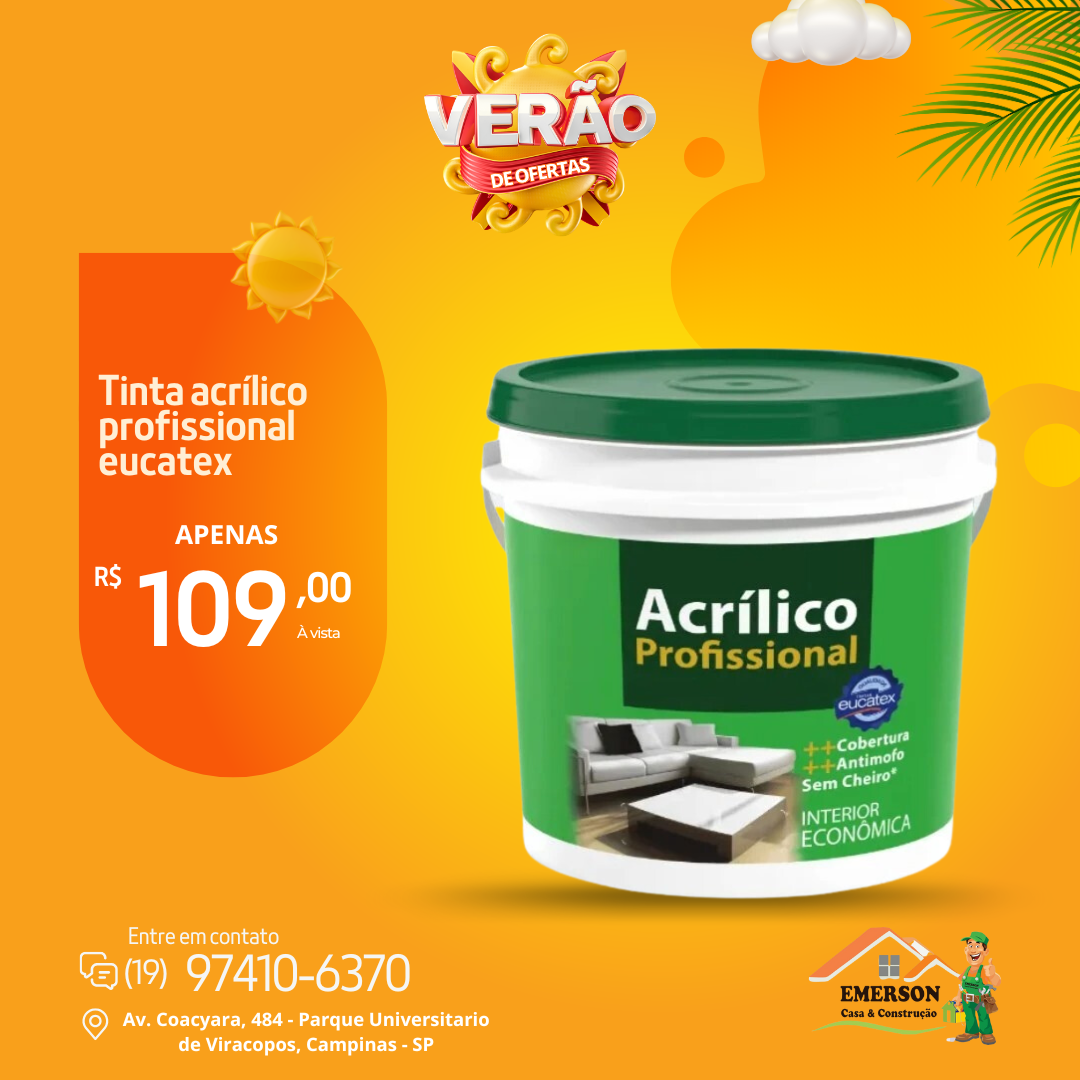 VERÃO
DE OFERTAS
Tinta acrílico
profissional
eucatex
APENAS
R$ 109,00
À vista
Acrílico
Profissional
eucatex
++Cobertura
++Antimofo
Sem Cheiro*
INTERIOR
ECONÔMICA
Entre em contato
(19) 97410-6370
Av. Coacyara, 484 - Parque Universitario
de Viracopos, Campinas - SP
EMERSON
Casa & Construção